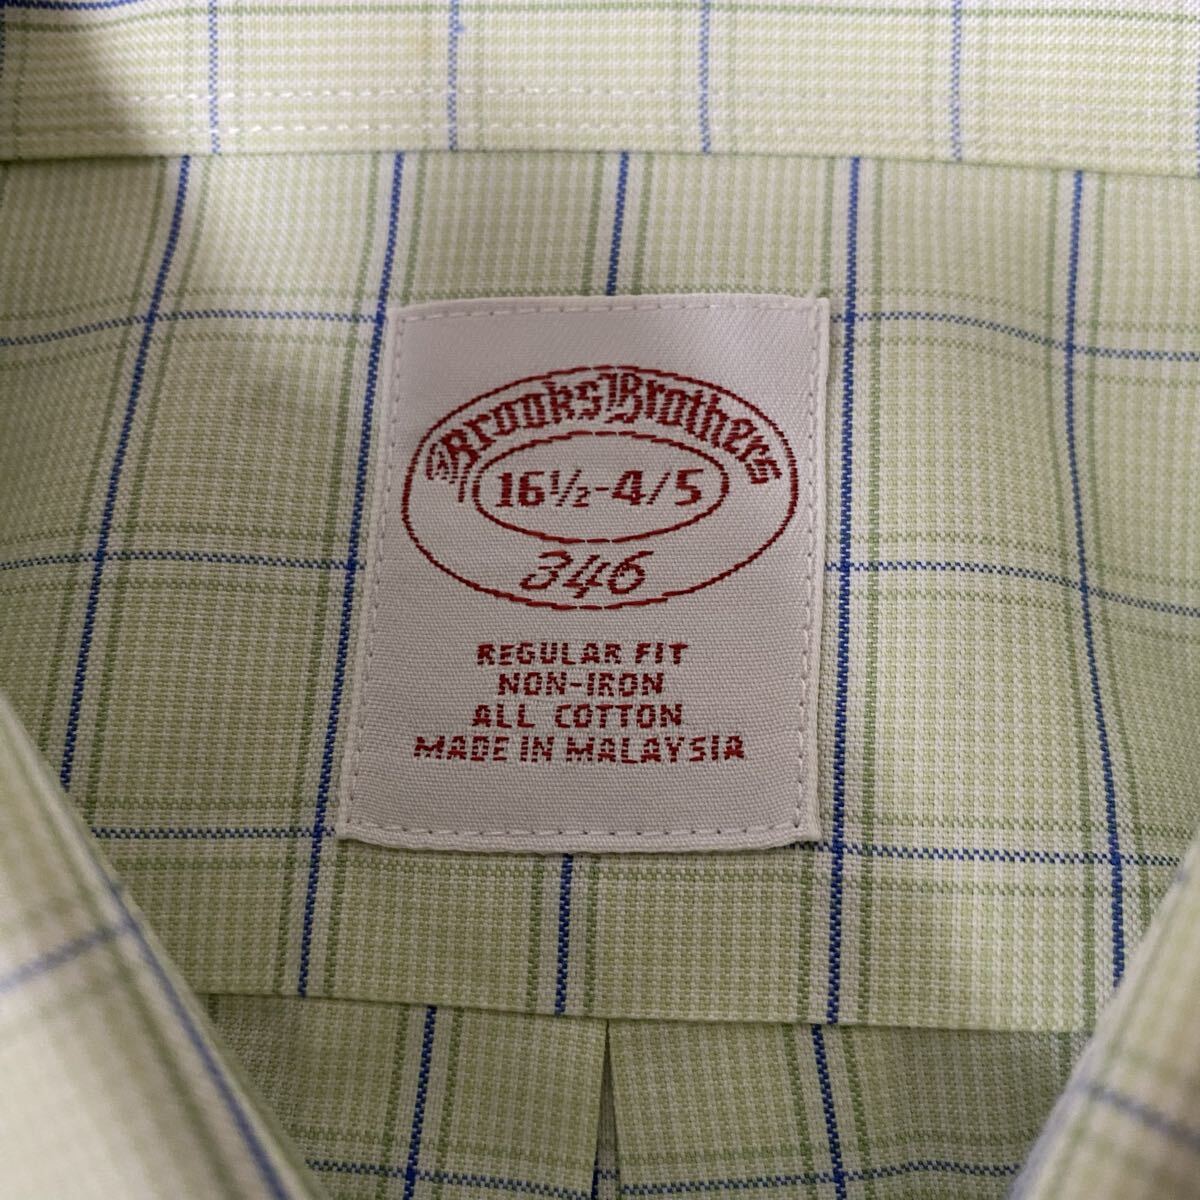 Brooks Brothers
16½-4/5
346
REGULAR FIT
NON-IRON
ALL COTTON
MADE IN MALAYSIA